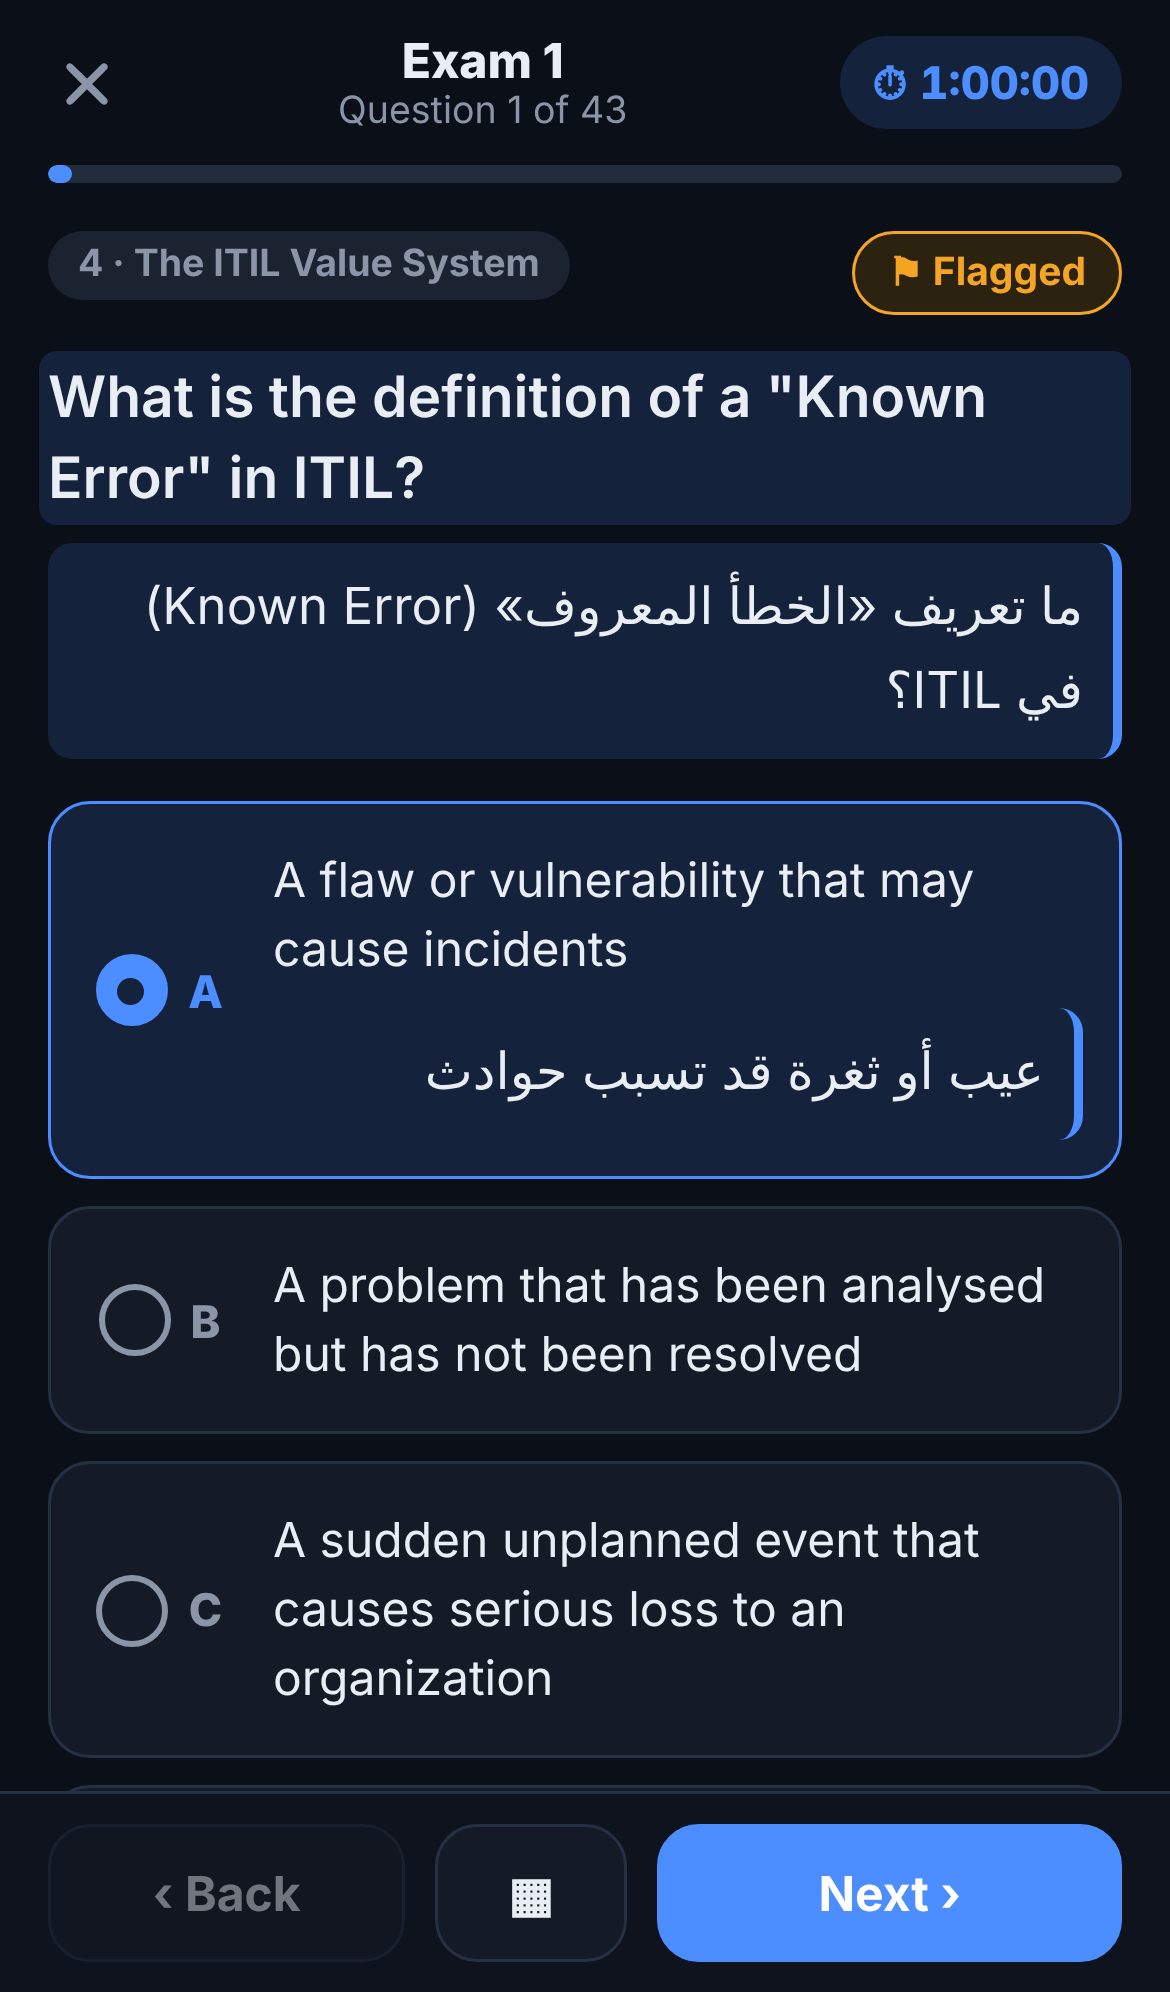 Exam 1
Question 1 of 43
⏱ 1:00:00
4 · The ITIL Value System
⚑ Flagged
What is the definition of a "Known
Error" in ITIL?
ما تعريف «الخطأ المعروف» (Known Error)
في ITIL؟
A
A flaw or vulnerability that may
cause incidents
عيب أو ثغرة قد تسبب حوادث
B
A problem that has been analysed
but has not been resolved
C
A sudden unplanned event that
causes serious loss to an
organization
‹ Back
▦
Next ›